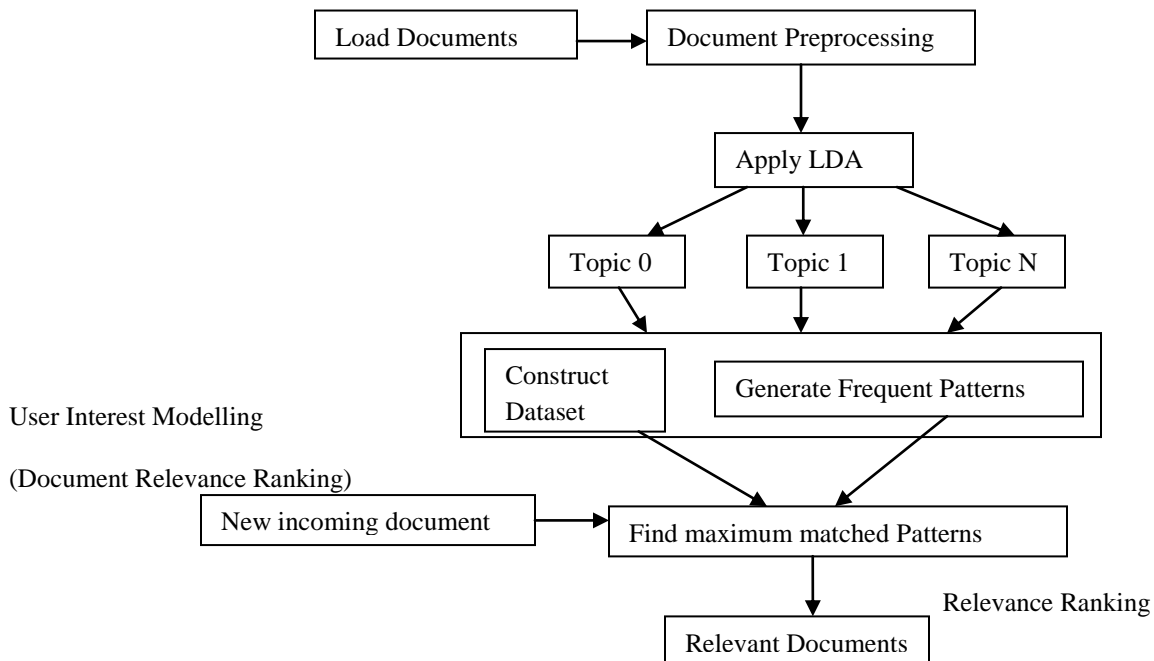 Load Documents
Document Preprocessing
Apply LDA
Topic 0
Topic 1
Topic N
Construct
Dataset
Generate Frequent Patterns
User Interest Modelling
(Document Relevance Ranking)
New incoming document
Find maximum matched Patterns
Relevance Ranking
Relevant Documents